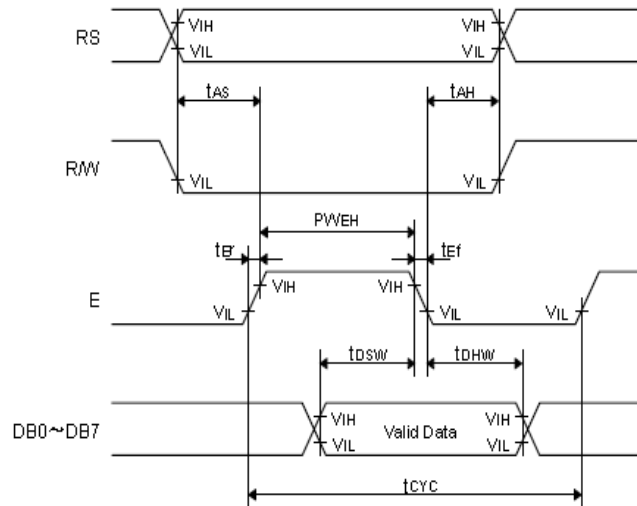 RS VIH VIH
VIL VIL
tAS tAH
R/W VIL VIL
PWEH
tEr tEf
VIH VIH
E VIL VIL VIL
tDSW tDHW
DB0~DB7 VIH Valid Data VIH
VIL VIL
tCYC